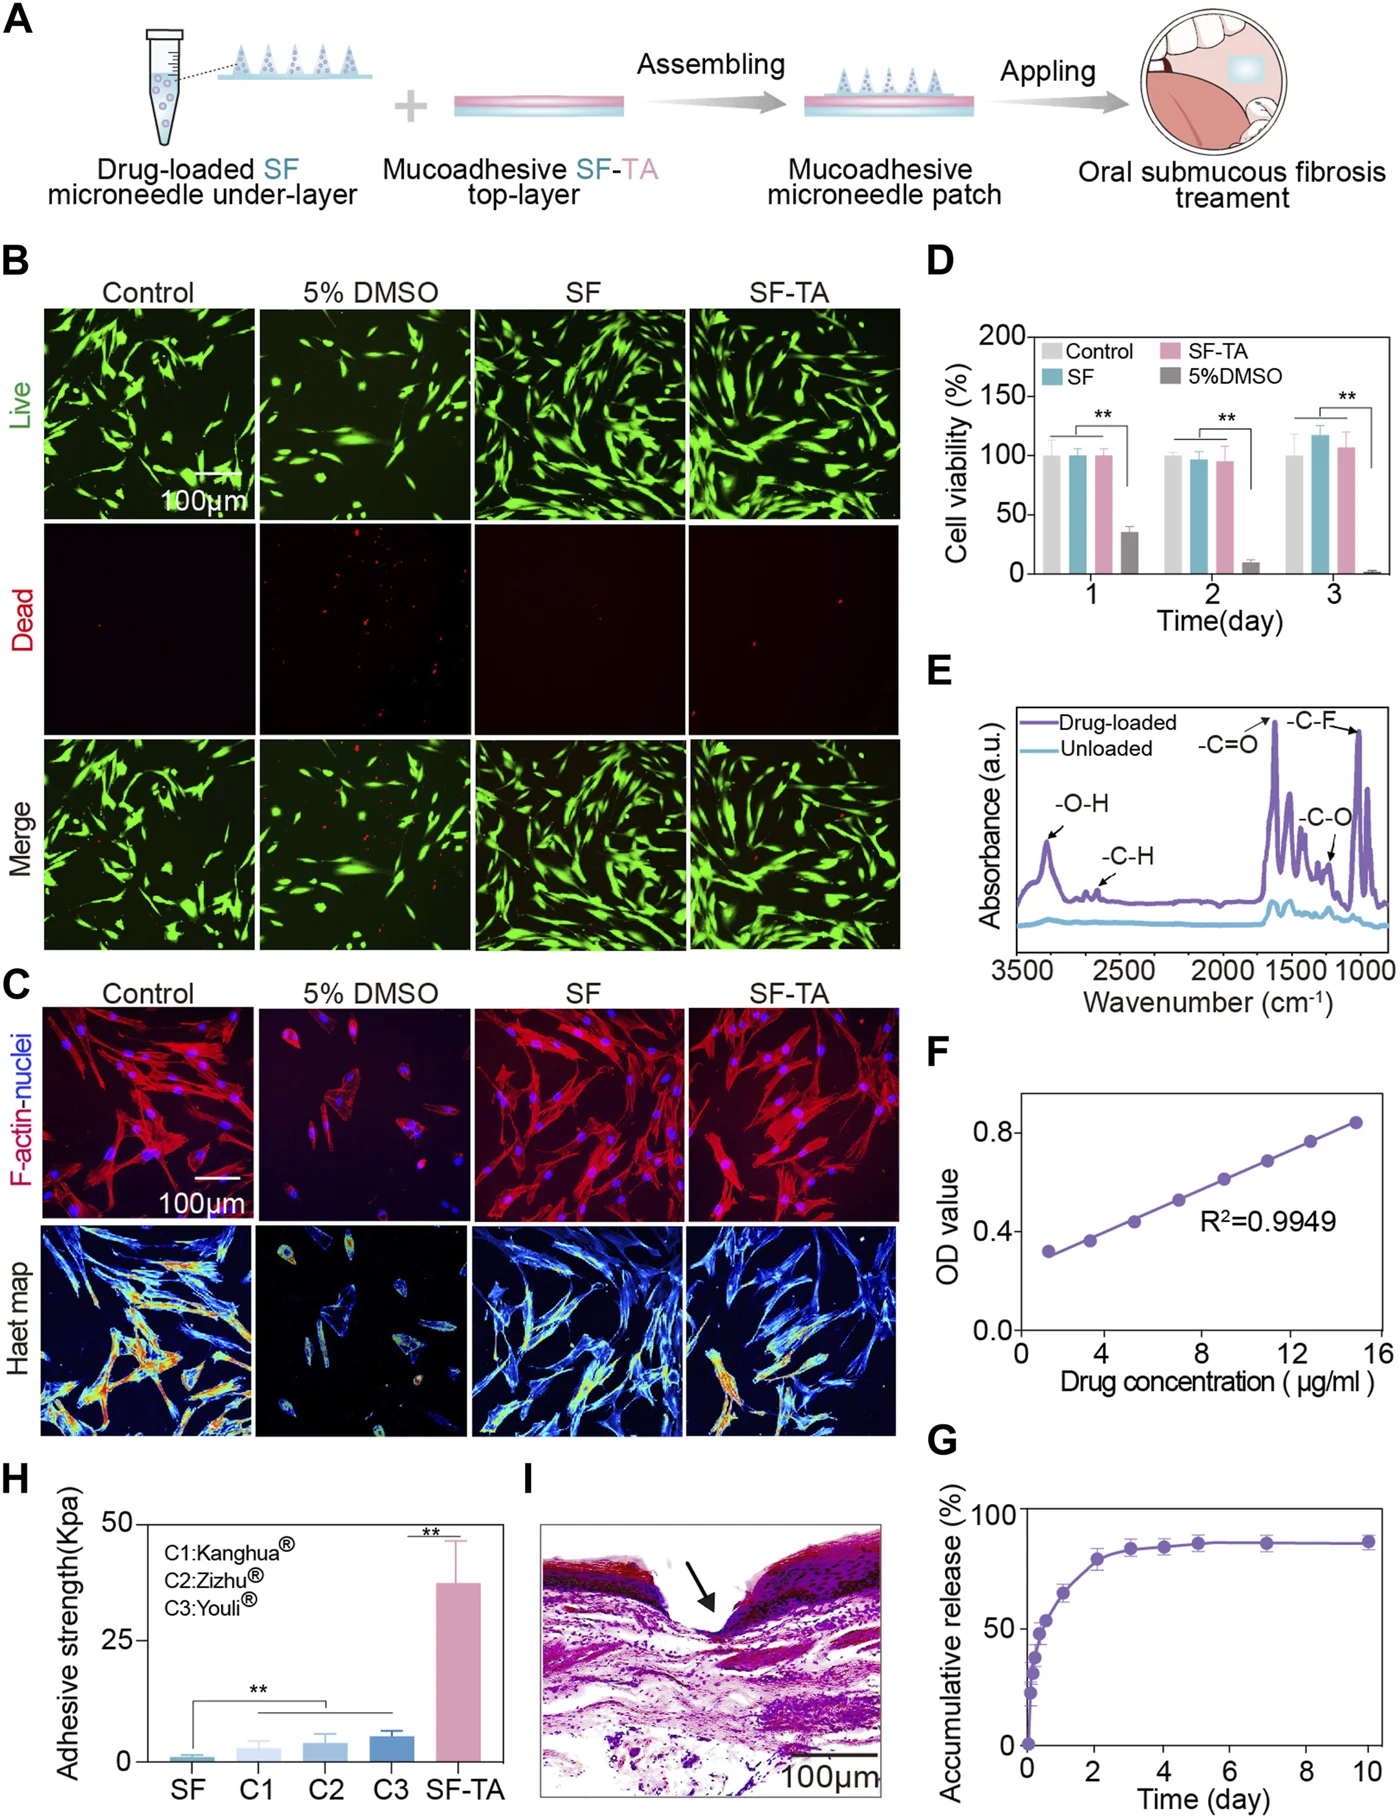 A
Assembling
Appling
Drug-loaded SF
microneedle under-layer
Mucoadhesive SF-TA
top-layer
Mucoadhesive
microneedle patch
Oral submucous fibrosis
treament
B
Control
5% DMSO
SF
SF-TA
Live
100μm
Dead
Merge
C
Control
5% DMSO
SF
SF-TA
F-actin-nuclei
100μm
Haet map
D
Cell viability (%)
200
150
100
50
0
Control
SF
SF-TA
5%DMSO
**
**
**
1
2
3
Time(day)
E
Absorbance (a.u.)
Drug-loaded
Unloaded
-C=O
-C-F
-O-H
-C-H
-C-O
3500
2500
2000
1500
1000
Wavenumber (cm-1)
F
OD value
0.8
0.4
0.0
R²=0.9949
0
4
8
12
16
Drug concentration ( μg/ml )
G
Accumulative release (%)
100
50
0
0
2
4
6
8
10
Time (day)
H
Adhesive strength(Kpa)
50
25
0
C1:Kanghua®
C2:Zizhu®
C3:Youli®
**
**
SF
C1
C2
C3
SF-TA
I
100μm